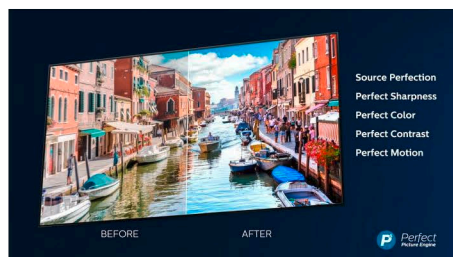 Source Perfection
Perfect Sharpness
Perfect Color
Perfect Contrast
Perfect Motion
BEFORE
AFTER
P
Perfect
Picture Engine